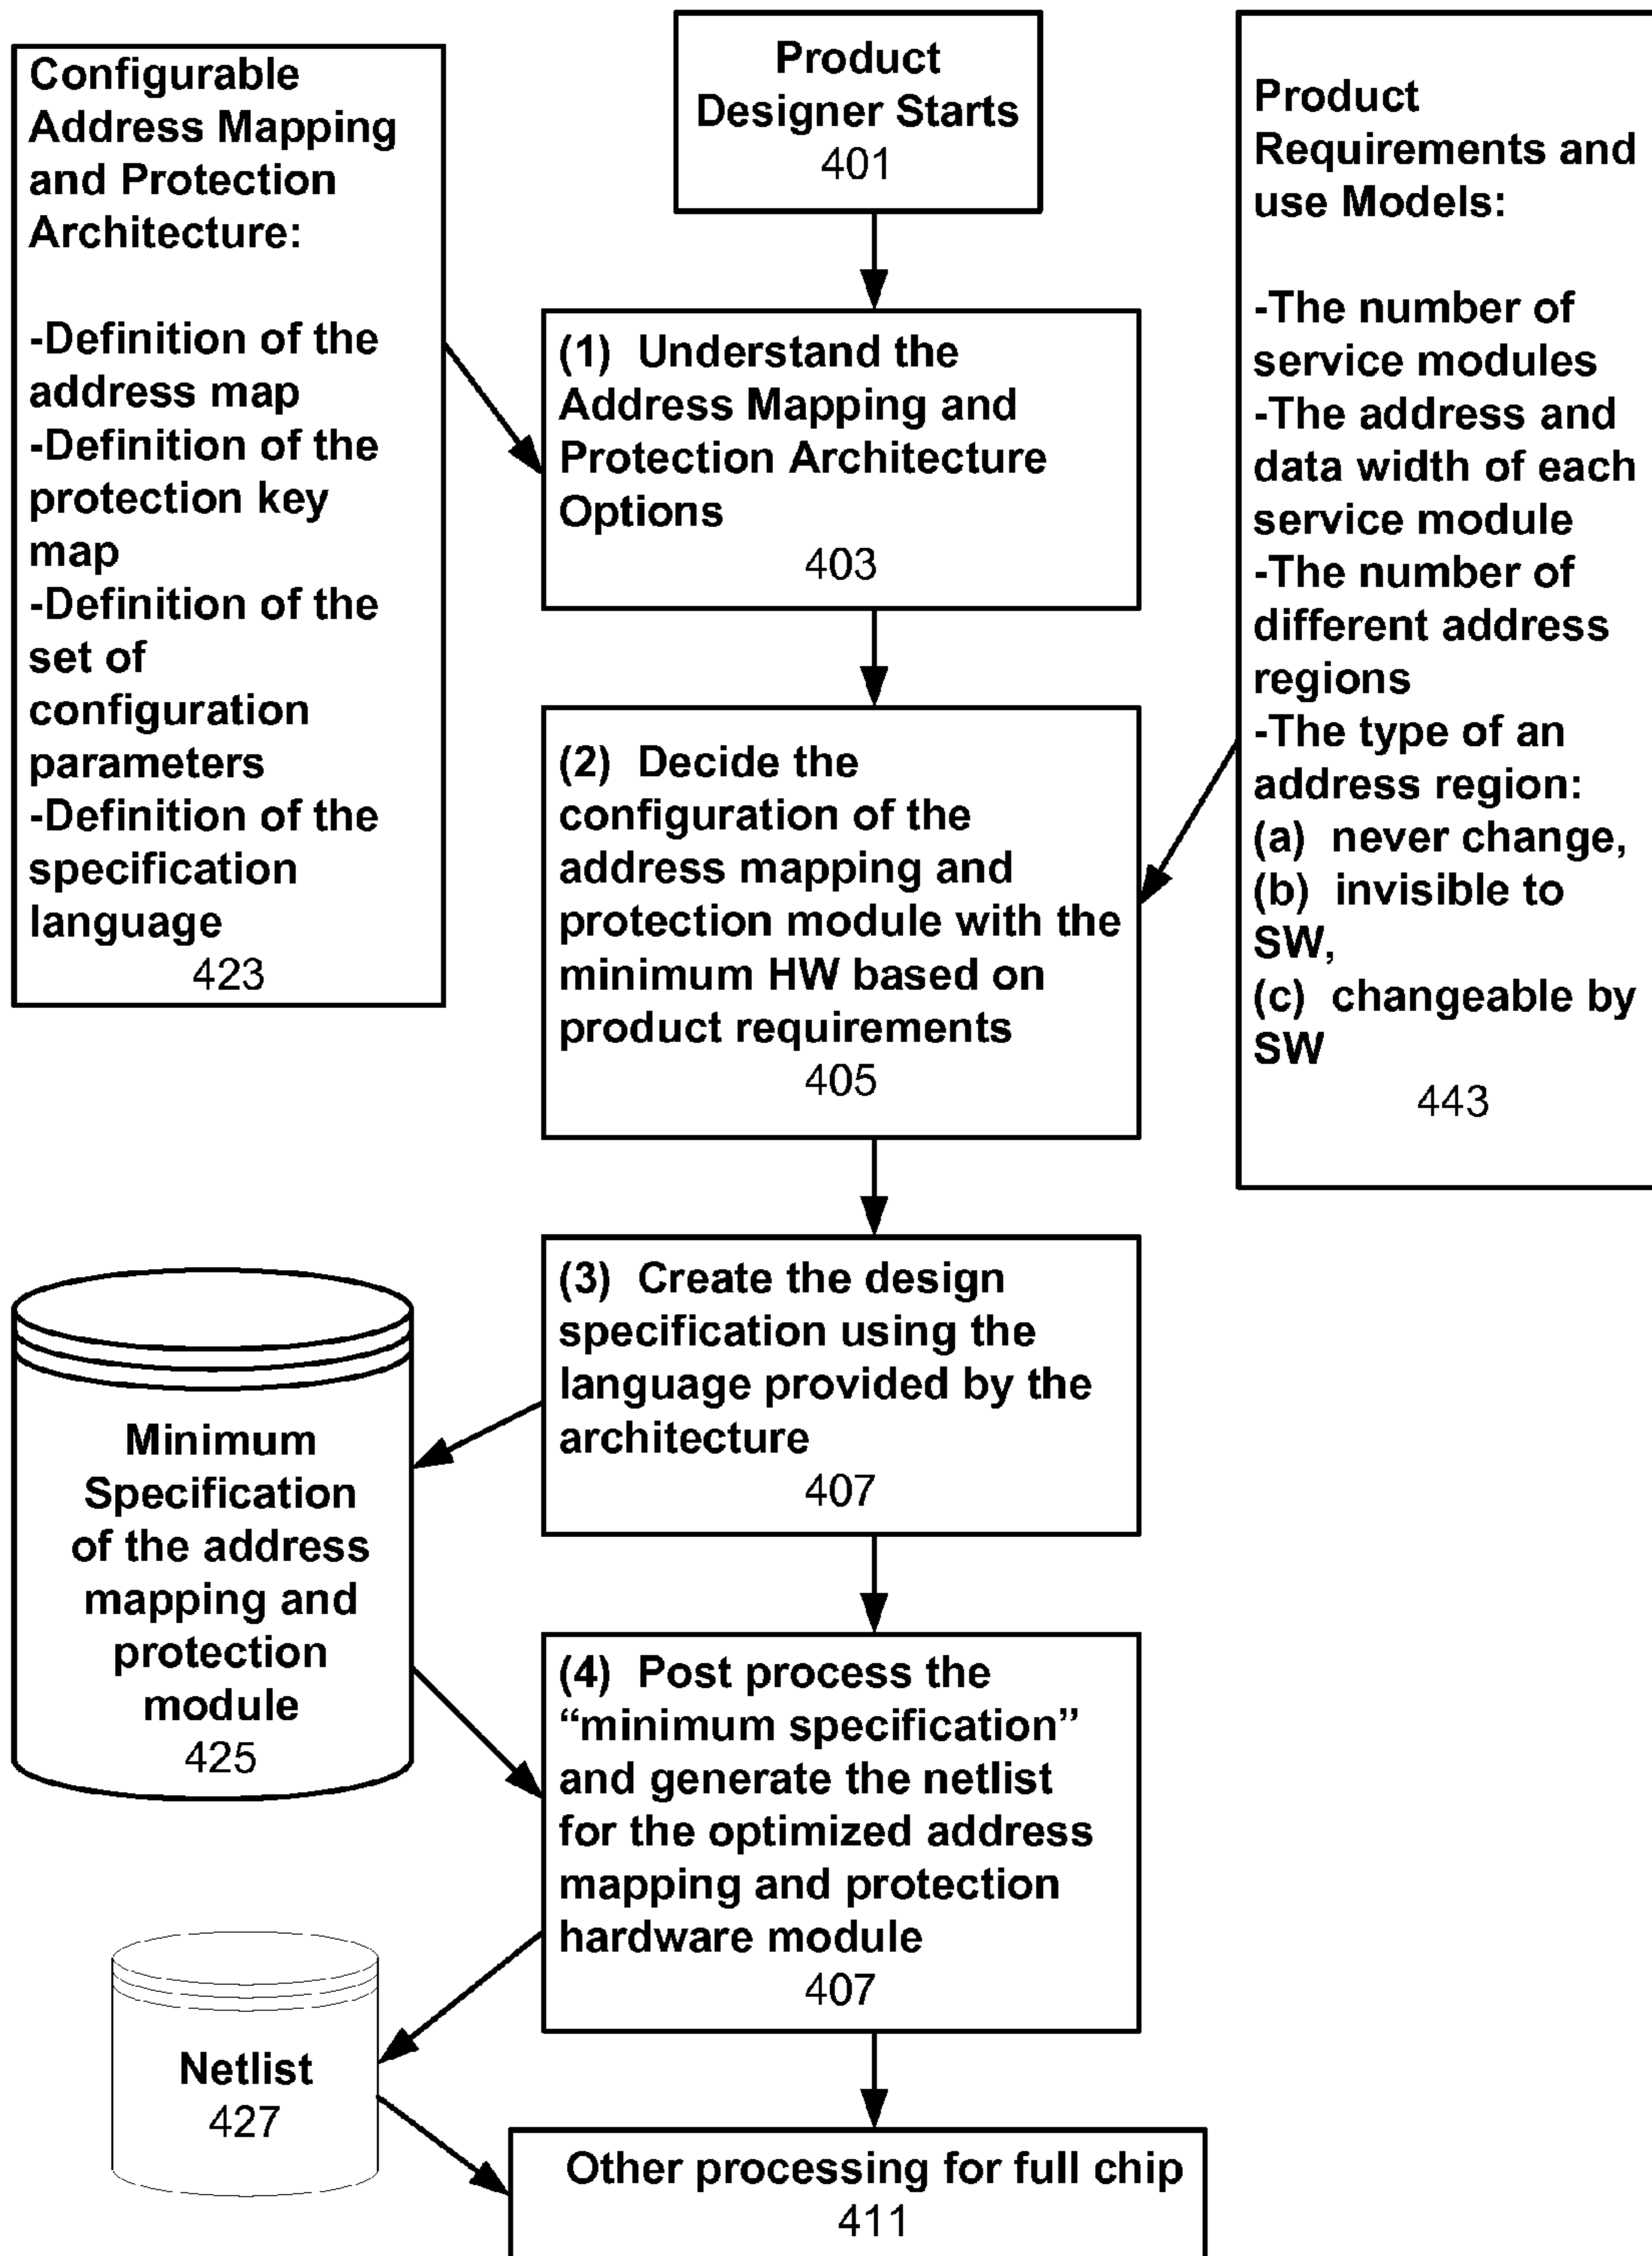 Configurable
Address Mapping
and Protection
Architecture:
-Definition of the
address map
-Definition of the
protection key
map
-Definition of the
set of
configuration
parameters
-Definition of the
specification
language
423
Product
Designer Starts
401
Product
Requirements and
use Models:
-The number of
service modules
-The address and
data width of each
service module
-The number of
different address
regions
-The type of an
address region:
(a) never change,
(b) invisible to
SW,
(c) changeable by
SW
443
(1) Understand the
Address Mapping and
Protection Architecture
Options
403
(2) Decide the
configuration of the
address mapping and
protection module with the
minimum HW based on
product requirements
405
(3) Create the design
specification using the
language provided by the
architecture
407
Minimum
Specification
of the address
mapping and
protection
module
425
(4) Post process the
“minimum specification”
and generate the netlist
for the optimized address
mapping and protection
hardware module
407
Netlist
427
Other processing for full chip
411